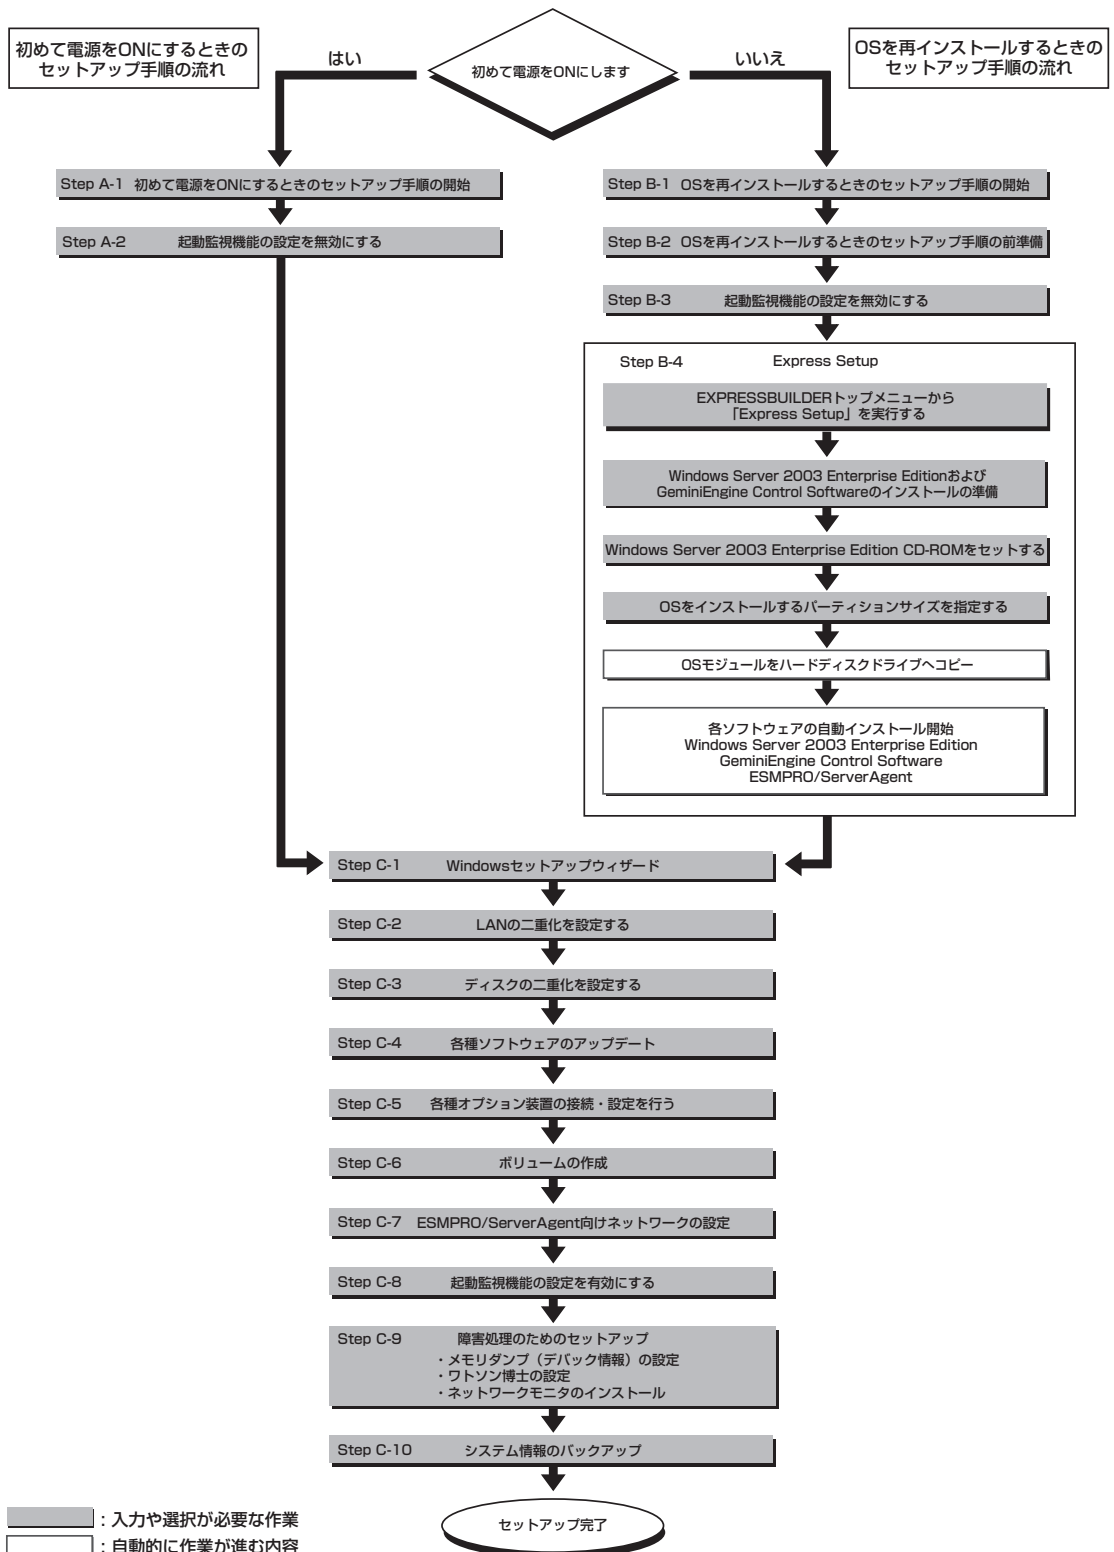 初めて電源をONにするときの
セットアップ手順の流れ
はい
初めて電源をONにします
いいえ
OSを再インストールするときの
セットアップ手順の流れ
Step A-1 初めて電源をONにするときのセットアップ手順の開始
Step A-2 起動監視機能の設定を無効にする
Step B-1 OSを再インストールするときのセットアップ手順の開始
Step B-2 OSを再インストールするときのセットアップ手順の前準備
Step B-3 起動監視機能の設定を無効にする
Step B-4 Express Setup
EXPRESSBUILDERトップメニューから
「Express Setup」を実行する
Windows Server 2003 Enterprise Editionおよび
GeminiEngine Control Softwareのインストールの準備
Windows Server 2003 Enterprise Edition CD-ROMをセットする
OSをインストールするパーティションサイズを指定する
OSモジュールをハードディスクドライブへコピー
各ソフトウェアの自動インストール開始
Windows Server 2003 Enterprise Edition
GeminiEngine Control Software
ESMPRO/ServerAgent
Step C-1 Windowsセットアップウィザード
Step C-2 LANの二重化を設定する
Step C-3 ディスクの二重化を設定する
Step C-4 各種ソフトウェアのアップデート
Step C-5 各種オプション装置の接続・設定を行う
Step C-6 ボリュームの作成
Step C-7 ESMPRO/ServerAgent向けネットワークの設定
Step C-8 起動監視機能の設定を有効にする
Step C-9 障害処理のためのセットアップ
・メモリダンプ（デバック情報）の設定
・ワトソン博士の設定
・ネットワークモニタのインストール
Step C-10 システム情報のバックアップ
セットアップ完了
：入力や選択が必要な作業
：自動的に作業が進む内容